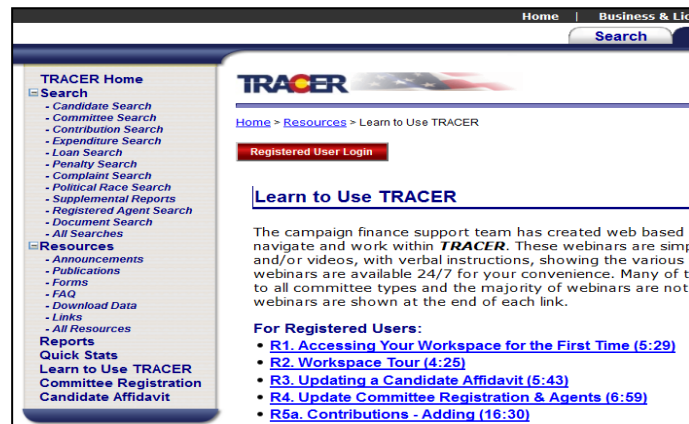 Home | Business & Lic
Search
TRACER Home
Search
- Candidate Search
- Committee Search
- Contribution Search
- Expenditure Search
- Loan Search
- Penalty Search
- Complaint Search
- Political Race Search
- Supplemental Reports
- Registered Agent Search
- Document Search
- All Searches
Resources
- Announcements
- Publications
- Forms
- FAQ
- Download Data
- Links
- All Resources
Reports
Quick Stats
Learn to Use TRACER
Committee Registration
Candidate Affidavit
TRACER
Home > Resources > Learn to Use TRACER
Registered User Login
Learn to Use TRACER
The campaign finance support team has created web based
navigate and work within TRACER. These webinars are simp
and/or videos, with verbal instructions, showing the various
webinars are available 24/7 for your convenience. Many of t
to all committee types and the majority of webinars are not
webinars are shown at the end of each link.
For Registered Users:
• R1. Accessing Your Workspace for the First Time (5:29)
• R2. Workspace Tour (4:25)
• R3. Updating a Candidate Affidavit (5:43)
• R4. Update Committee Registration & Agents (6:59)
• R5a. Contributions - Adding (16:30)